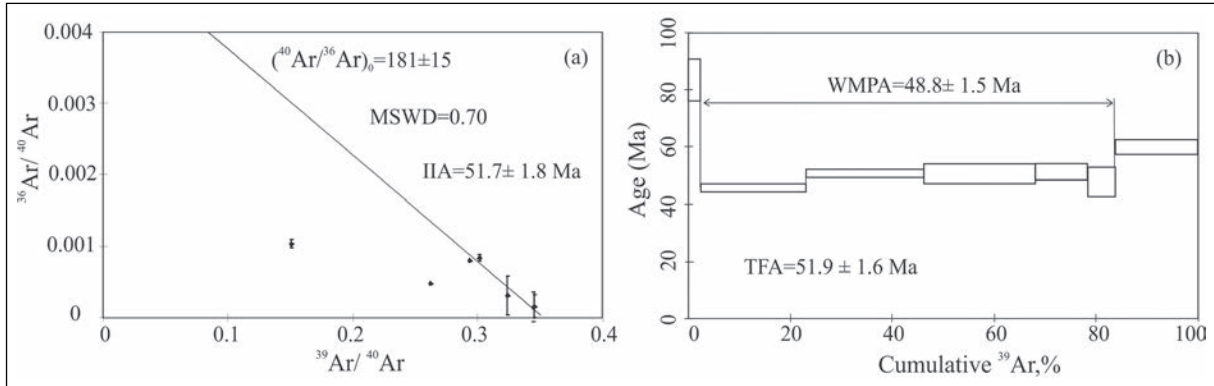 0.004
0.003
0.002
0.001
0
³⁶Ar/ ⁴⁰Ar
(⁴⁰Ar/³⁶Ar)₀=181±15
(a)
MSWD=0.70
IIA=51.7± 1.8 Ma
0 0.1 0.2 0.3 0.4
³⁹Ar/ ⁴⁰Ar
100
80
60
40
20
0
Age (Ma)
(b)
WMPA=48.8± 1.5 Ma
TFA=51.9 ± 1.6 Ma
0 20 40 60 80 100
Cumulative ³⁹Ar,%